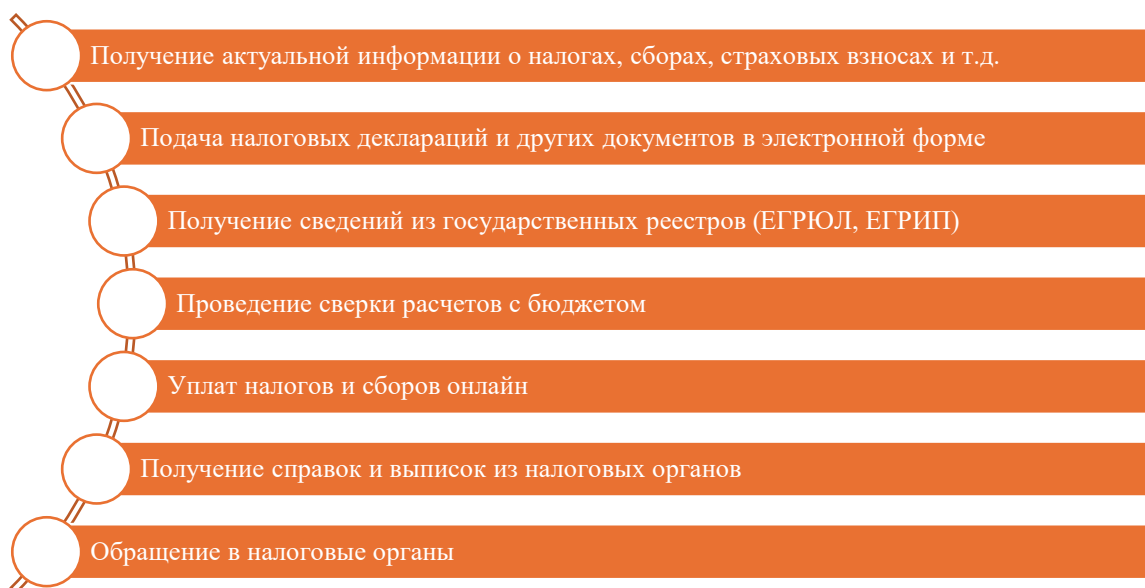 Получение актуальной информации о налогах, сборах, страховых взносах и т.д.
Подача налоговых деклараций и других документов в электронной форме
Получение сведений из государственных реестров (ЕГРЮЛ, ЕГРИП)
Проведение сверки расчетов с бюджетом
Уплат налогов и сборов онлайн
Получение справок и выписок из налоговых органов
Обращение в налоговые органы